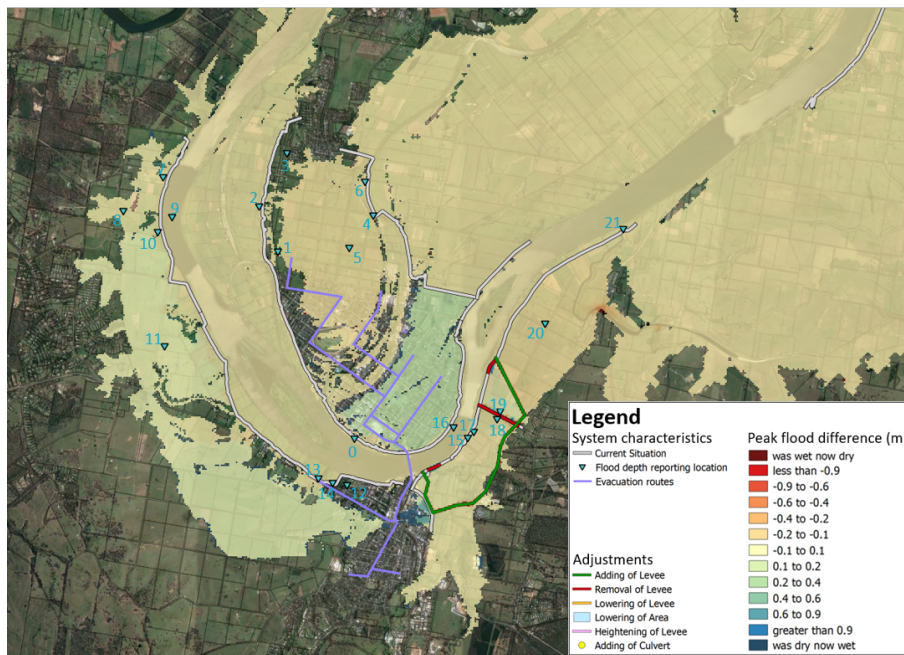 3
7
6
2
8
9
4
21
10
1
5
20
11
19
16
17
18
15
0
13
14
12
Legend
System characteristics
Current Situation
Flood depth reporting location
Evacuation routes
Adjustments
Adding of Levee
Removal of Levee
Lowering of Levee
Lowering of Area
Heightening of Levee
Adding of Culvert
Peak flood difference (m
was wet now dry
less than -0.9
-0.9 to -0.6
-0.6 to -0.4
-0.4 to -0.2
-0.2 to -0.1
-0.1 to 0.1
0.1 to 0.2
0.2 to 0.4
0.4 to 0.6
0.6 to 0.9
greater than 0.9
was dry now wet